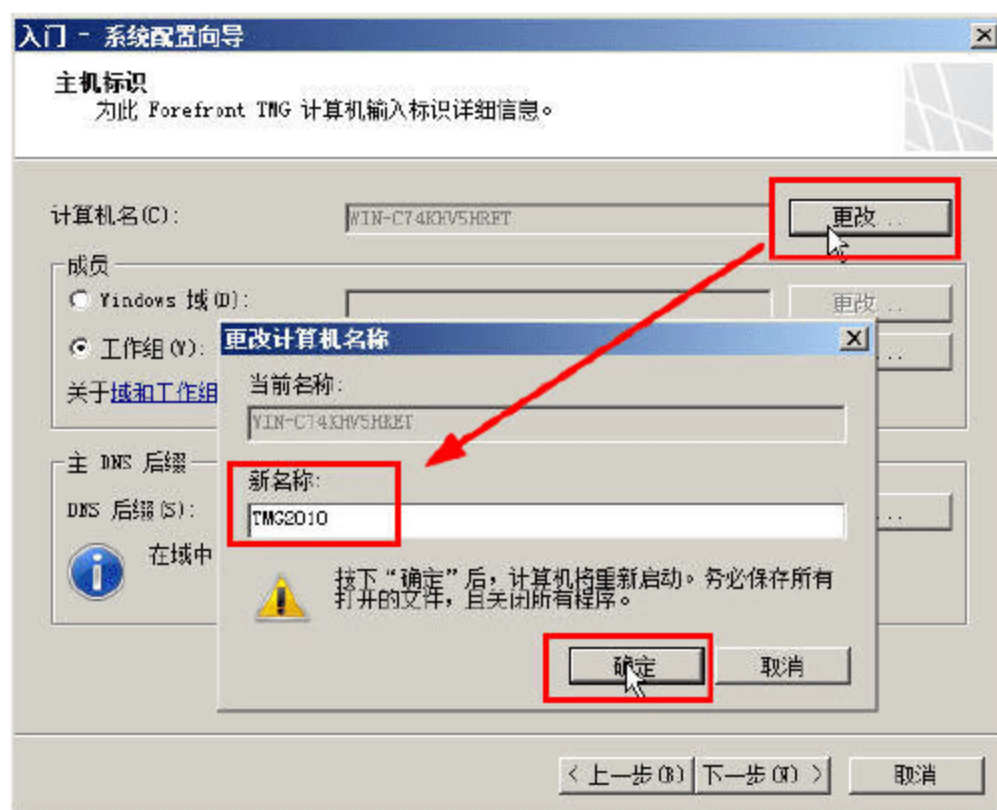 入门 - 系统配置向导
主机标识
为此 Forefront TMG 计算机输入标识详细信息。
计算机名(C):
WIN-C74KHV5HRET
更改...
成员
Windows 域(D):
更改...
工作组(W):
...
关于域和工作组
主 DNS 后缀
DNS 后缀(S):
...
在域中
更改计算机名称
当前名称:
WIN-C74KHV5HRET
新名称:
TMG2010
按下“确定”后，计算机将重新启动。务必保存所有
打开的文件，且关闭所有程序。
确定
取消
< 上一步(B)
下一步(N) >
取消